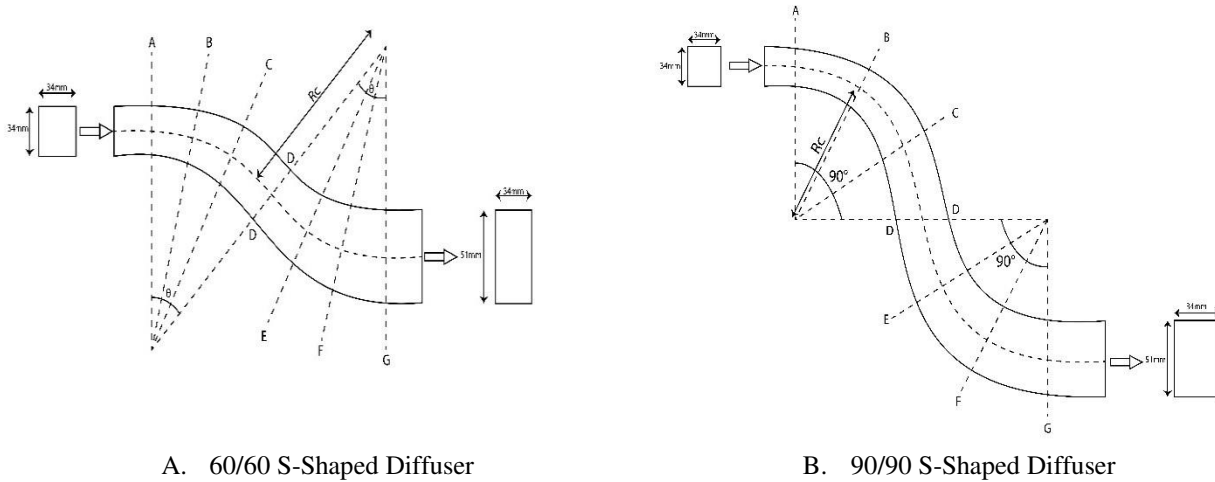 A
B
C
34mm
34mm
Rc
θ
D
D
θ
34mm
51mm
E
F
G
A
B
34mm
34mm
C
Rc
90°
D
D
90°
E
34mm
51mm
F
G
A. 60/60 S-Shaped Diffuser
B. 90/90 S-Shaped Diffuser